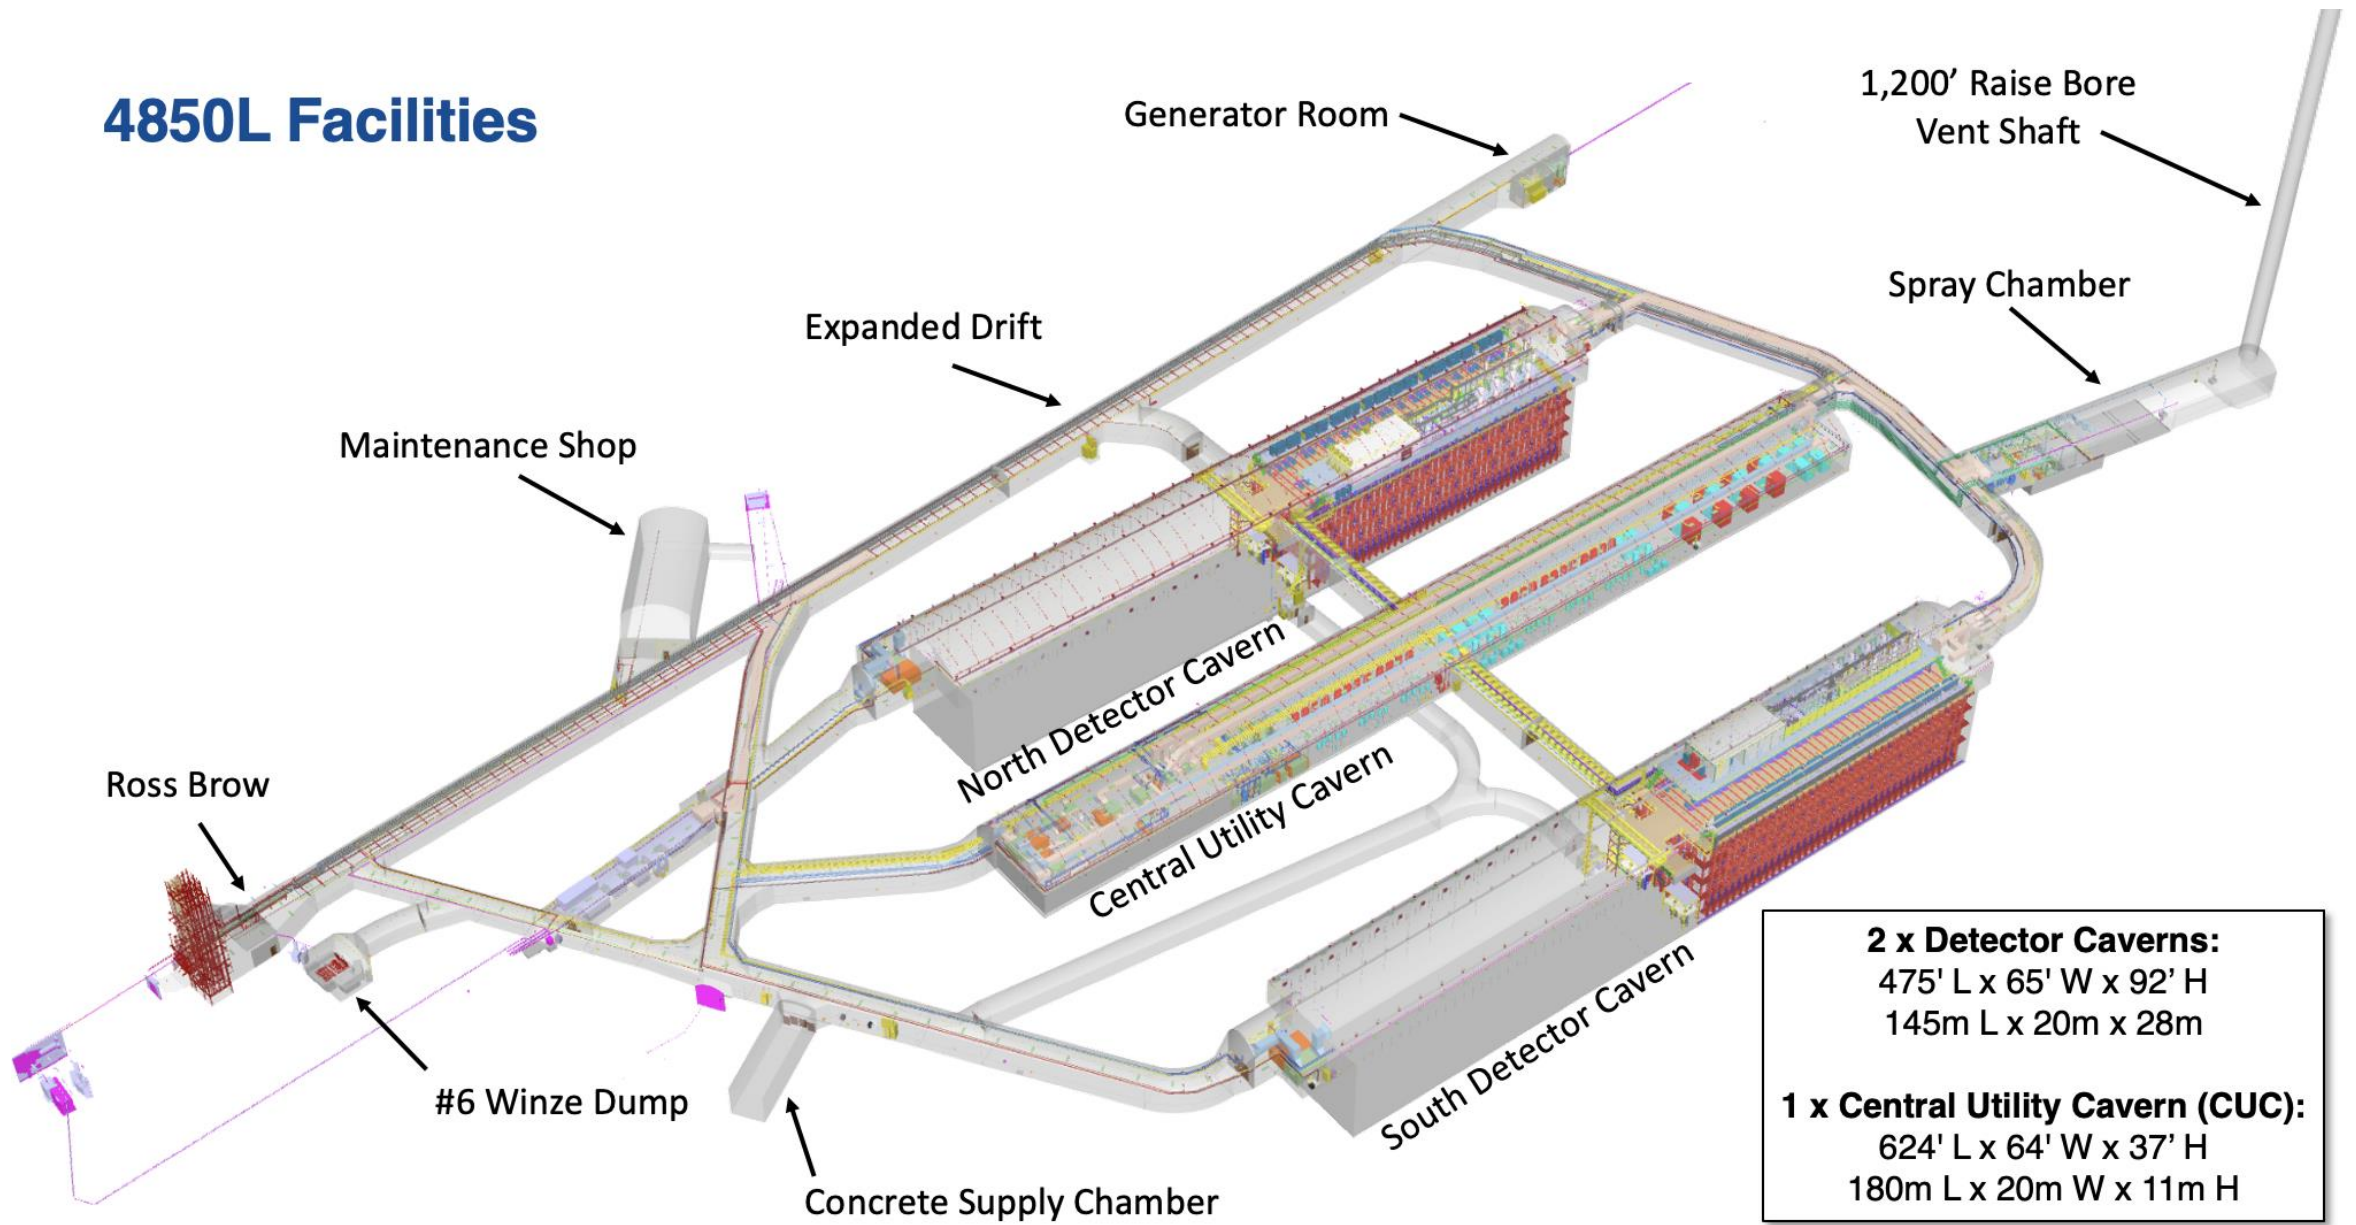 4850L Facilities
Generator Room
1,200’ Raise Bore
Vent Shaft
Spray Chamber
Expanded Drift
Maintenance Shop
Ross Brow
North Detector Cavern
Central Utility Cavern
South Detector Cavern
#6 Winze Dump
Concrete Supply Chamber
2 x Detector Caverns:
475' L x 65' W x 92’ H
145m L x 20m x 28m
1 x Central Utility Cavern (CUC):
624' L x 64' W x 37’ H
180m L x 20m W x 11m H